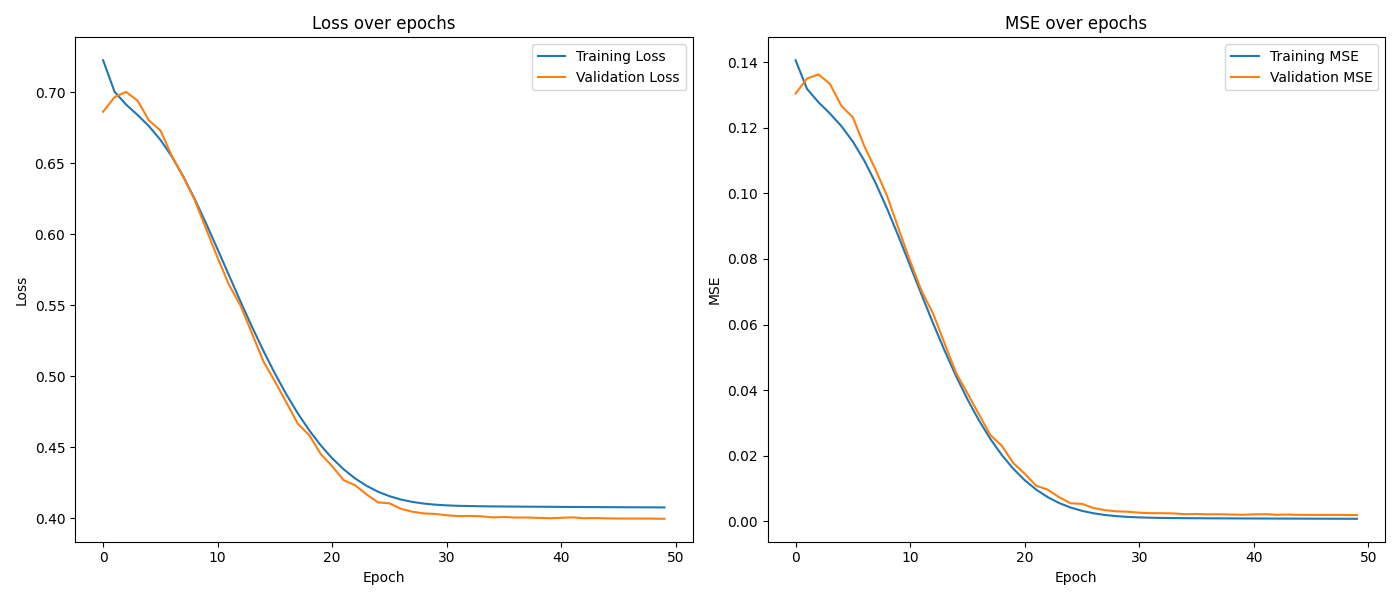 Loss over epochs
Training Loss
Validation Loss
0.70
0.65
0.60
0.55
0.50
0.45
0.40
Loss
0
10
20
30
40
50
Epoch
MSE over epochs
Training MSE
Validation MSE
0.14
0.12
0.10
0.08
0.06
0.04
0.02
0.00
MSE
0
10
20
30
40
50
Epoch